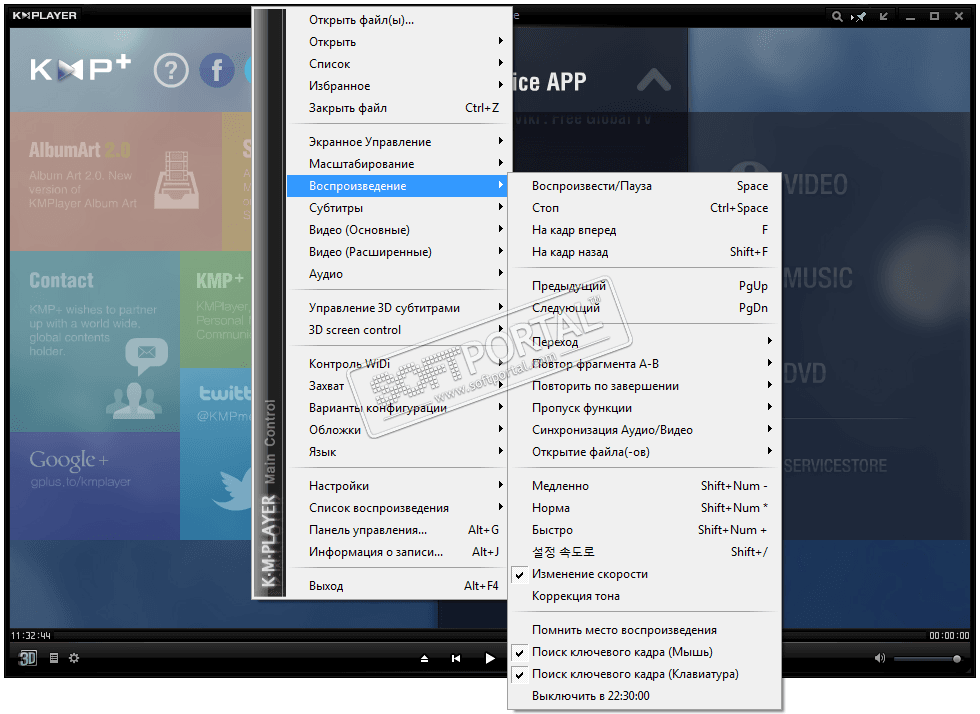 K▶MPLAYER
KMP+
?
f
ice APP
VIKI. Free Global TV
AlbumArt 2.0
Album Art 2.0. New
version of
KMPlayer Album Art
Contact
KMP+ wishes to partner
up with a world wide,
global contents
holder.
KMP+
KMPlayer
Personal
Communi
twitt
@KMPme
Google+
gplus.to/kmplayer
VIDEO
MUSIC
DVD
SERVICESTORE
K·M·PLAYER Main Control
Открыть файл(ы)...
Открыть
Список
Избранное
Закрыть файл Ctrl+Z
Экранное Управление
Масштабирование
Воспроизведение
Субтитры
Видео (Основные)
Видео (Расширенные)
Аудио
Управление 3D субтитрами
3D screen control
Контроль WiDi
Захват
Варианты конфигурации
Обложки
Язык
Настройки
Список воспроизведения
Панель управления... Alt+G
Информация о записи... Alt+J
Выход Alt+F4
Воспроизвести/Пауза Space
Стоп Ctrl+Space
На кадр вперед F
На кадр назад Shift+F
Предыдущий PgUp
Следующий PgDn
Переход
Повтор фрагмента A-B
Повторить по завершении
Пропуск функции
Синхронизация Аудио/Видео
Открытие файла(-ов)
Медленно Shift+Num -
Норма Shift+Num *
Быстро Shift+Num +
설정 속도로 Shift+/
Изменение скорости
Коррекция тона
Помнить место воспроизведения
Поиск ключевого кадра (Мышь)
Поиск ключевого кадра (Клавиатура)
Выключить в 22:30:00
SOFTPORTAL™
www.softportal.com
11:32:44
00:00:00
3D